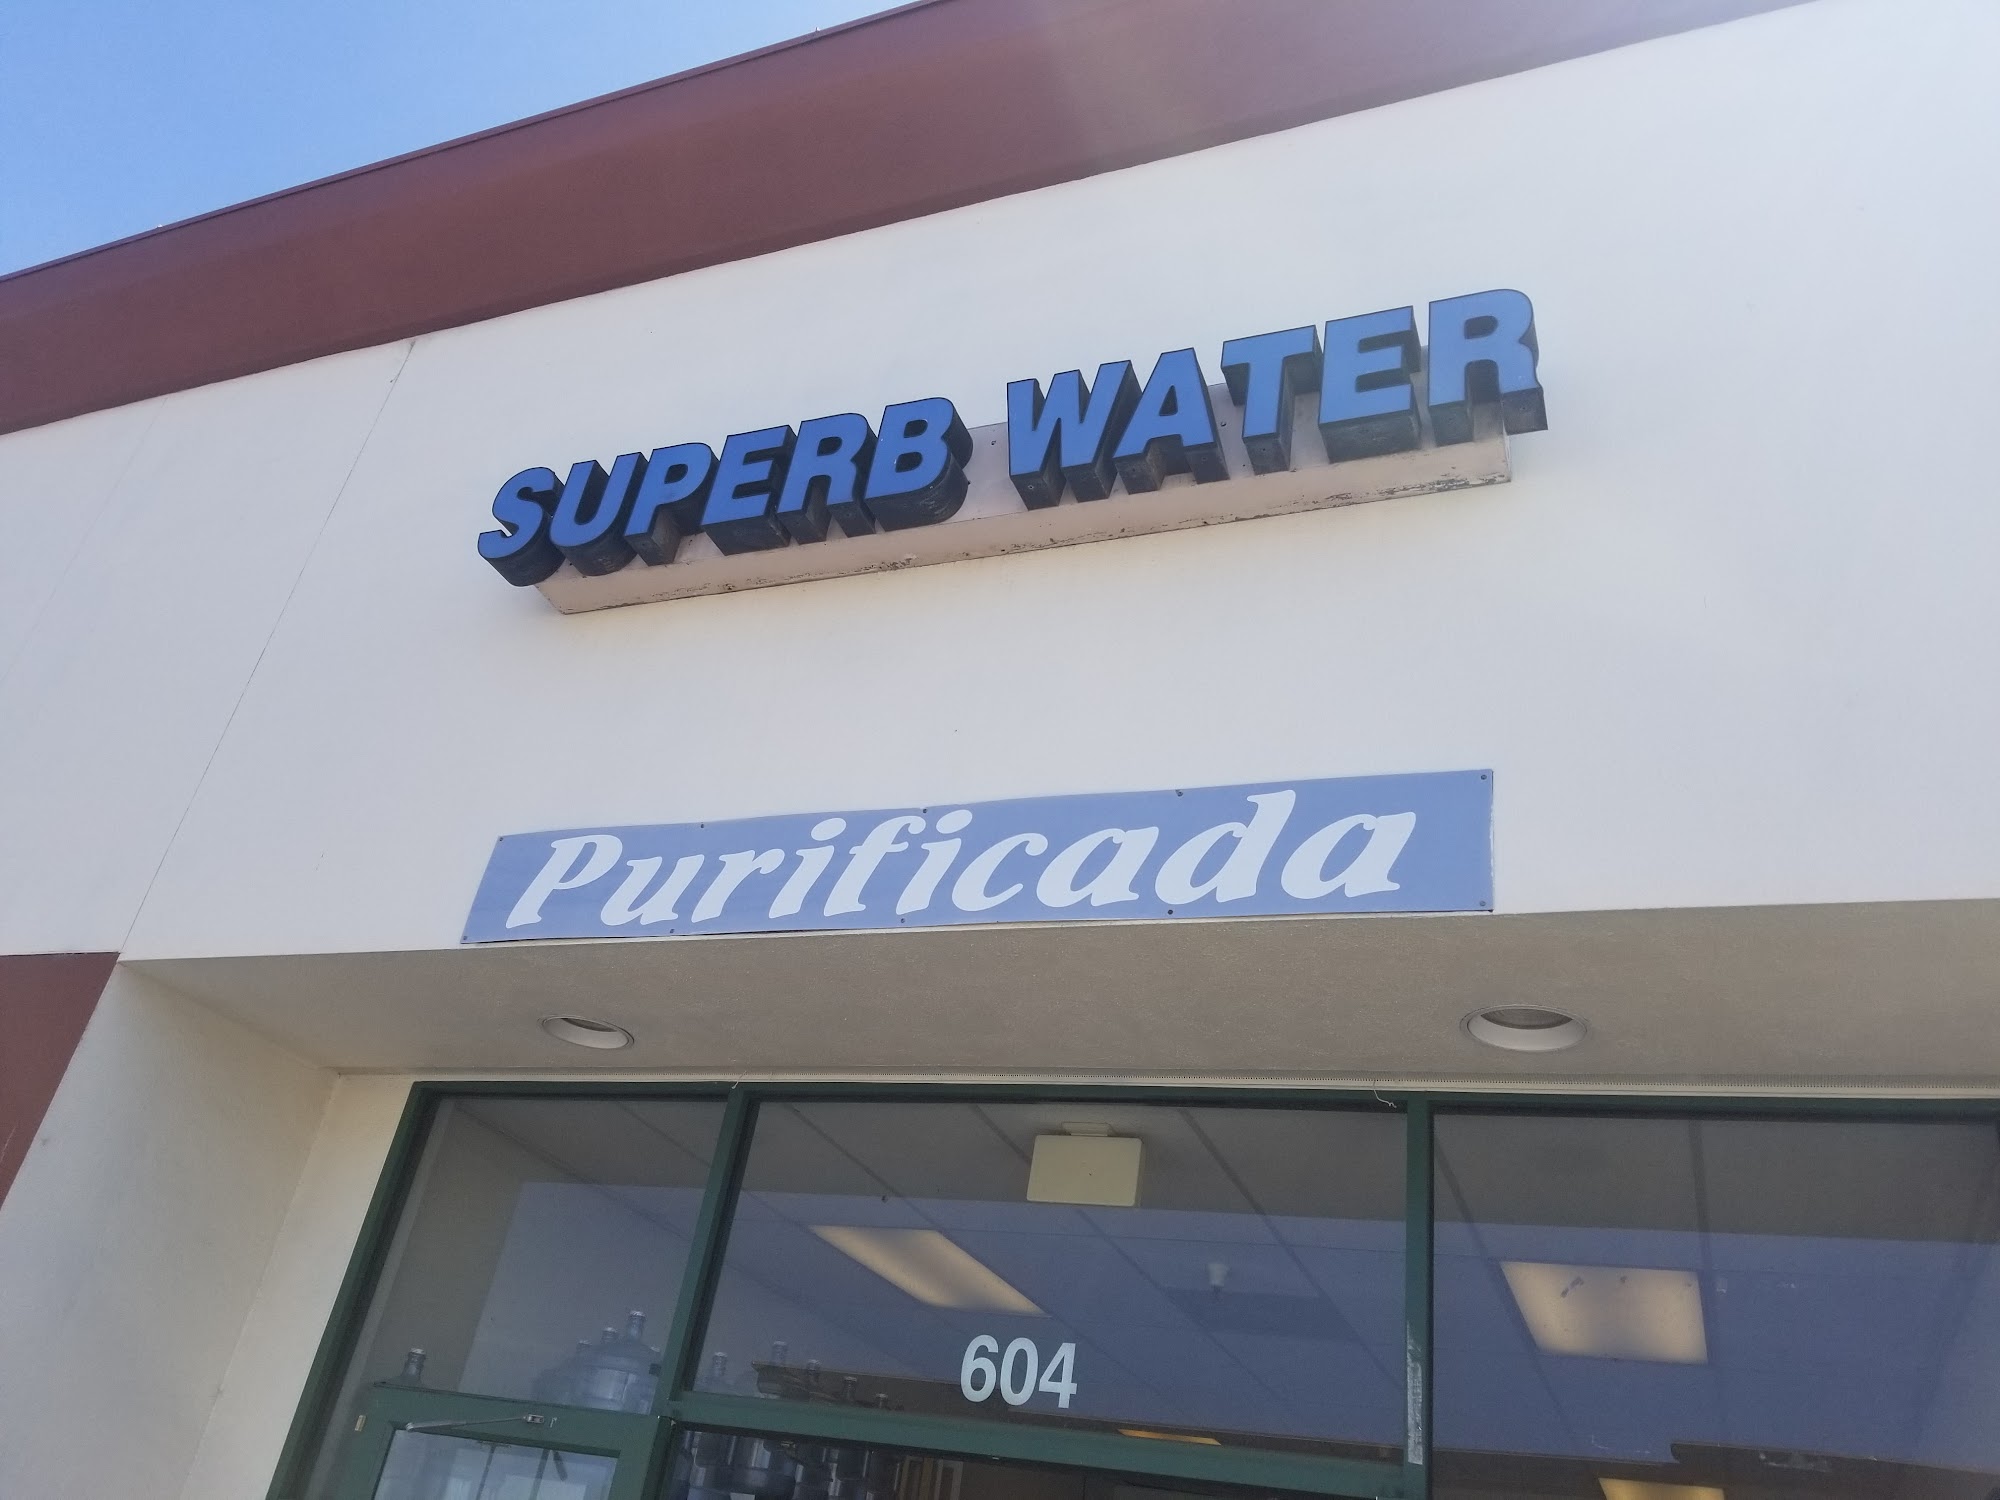 SUPERB WATER
Purificada
604